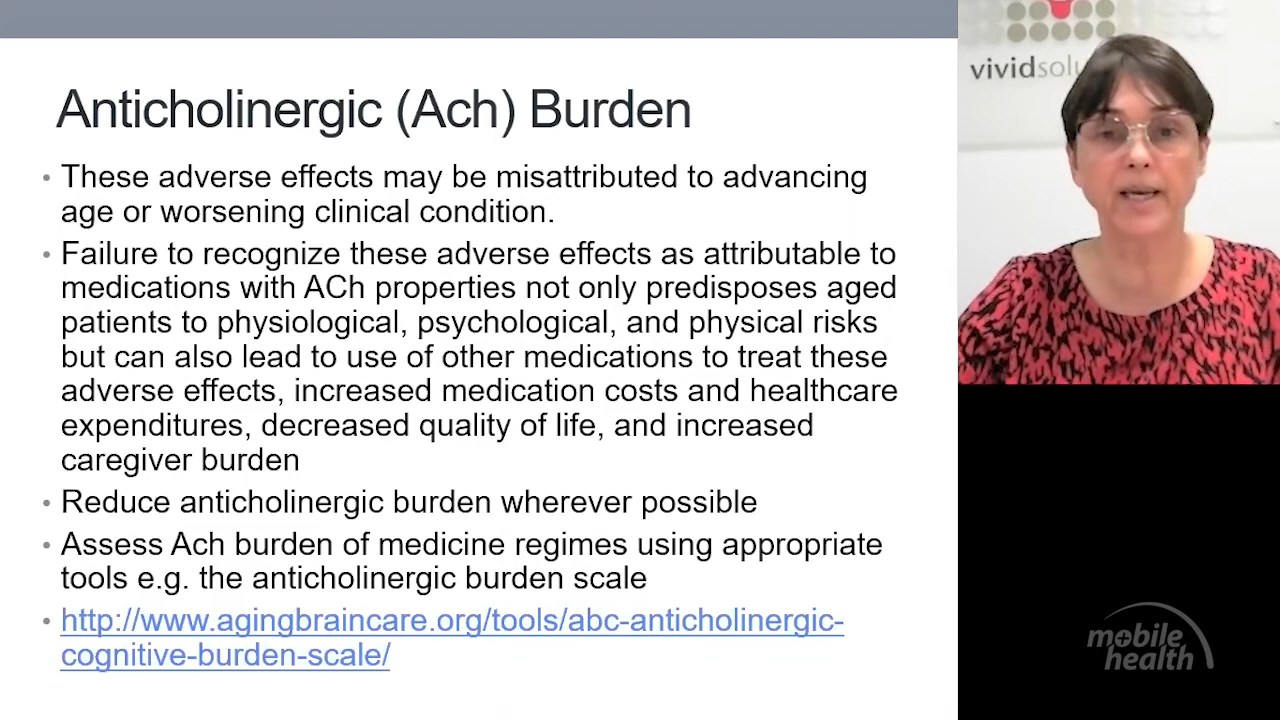 Anticholinergic (Ach) Burden
• These adverse effects may be misattributed to advancing
age or worsening clinical condition.
• Failure to recognize these adverse effects as attributable to
medications with ACh properties not only predisposes aged
patients to physiological, psychological, and physical risks
but can also lead to use of other medications to treat these
adverse effects, increased medication costs and healthcare
expenditures, decreased quality of life, and increased
caregiver burden
• Reduce anticholinergic burden wherever possible
• Assess Ach burden of medicine regimes using appropriate
tools e.g. the anticholinergic burden scale
• http://www.agingbraincare.org/tools/abc-anticholinergic-
cognitive-burden-scale/
vividsolu
mobile
health